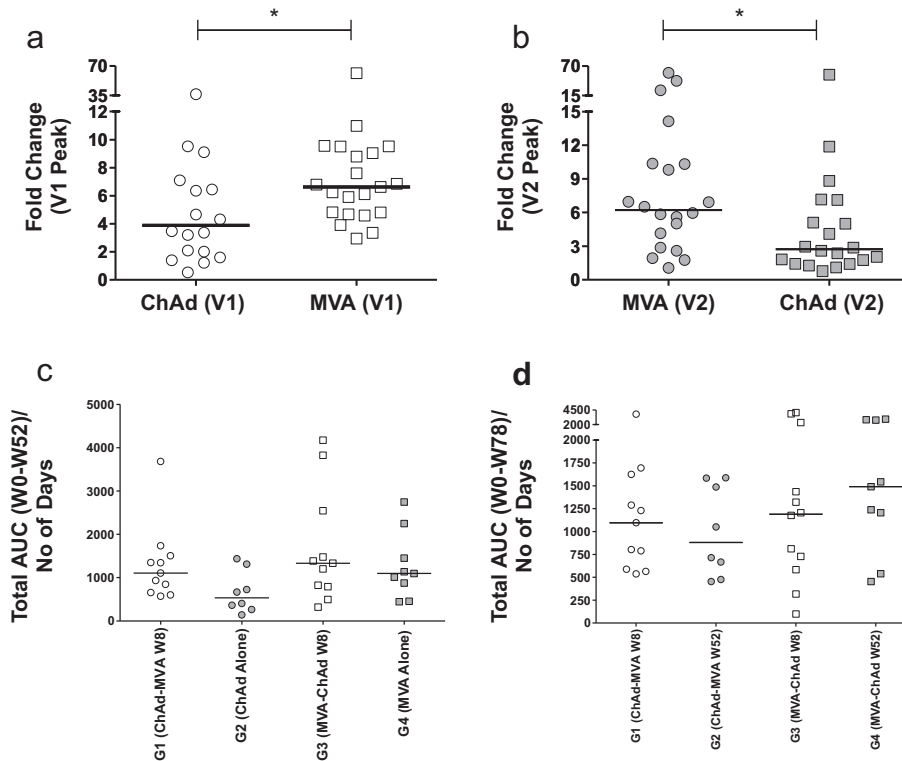 a
*
Fold Change
(V1 Peak)
70
35
12
10
8
6
4
2
0
ChAd (V1)
MVA (V1)
b
*
Fold Change
(V2 Peak)
70
15
15
12
9
6
3
0
MVA (V2)
ChAd (V2)
c
Total AUC (W0-W52)/
No of Days
5000
4000
3000
2000
1000
0
G1 (ChAd-MVA W8)
G2 (ChAd Alone)
G3 (MVA-ChAd W8)
G4 (MVA Alone)
d
Total AUC (W0-W78)/
No of Days
4500
2000
2000
1750
1500
1250
1000
750
500
250
0
G1 (ChAd-MVA W8)
G2 (ChAd-MVA W52)
G3 (MVA-ChAd W8)
G4 (MVA-ChAd W52)